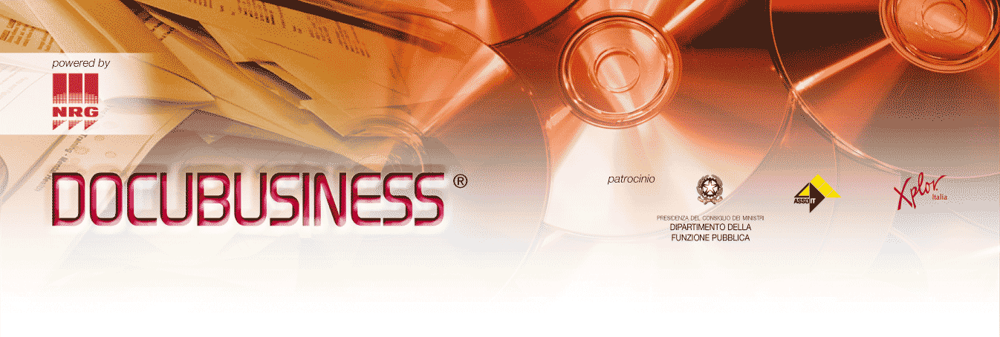 powered by
NRG
DOCUBUSINESS®
patrocinio
PRESIDENZA DEL CONSIGLIO DEI MINISTRI
DIPARTIMENTO DELLA
FUNZIONE PUBBLICA
ASSOIT
Xplor
Italia